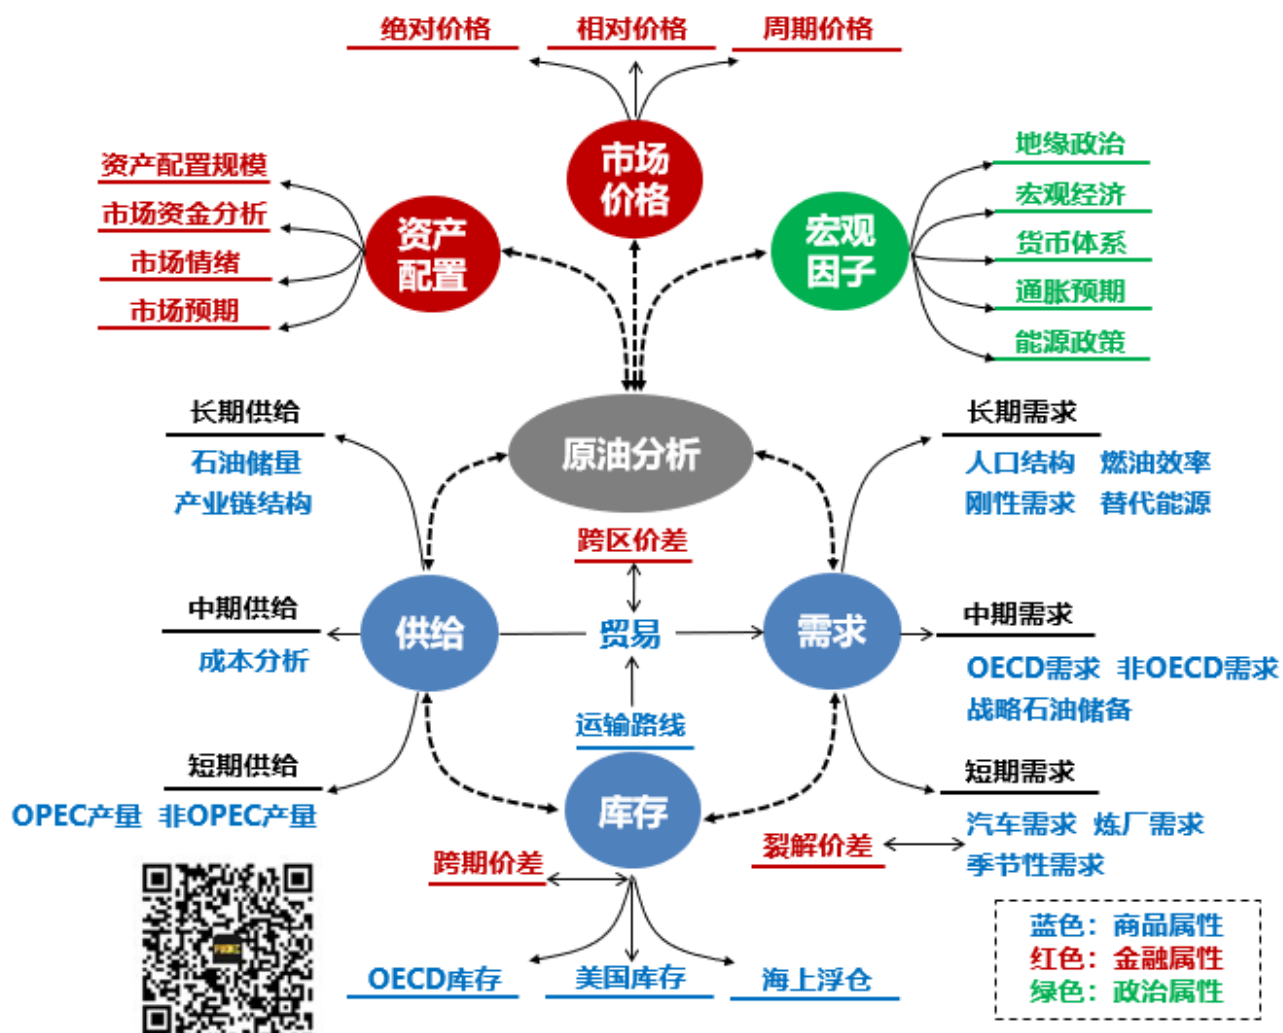 绝对价格
相对价格
周期价格
市场
价格
资产配置规模
市场资金分析
市场情绪
市场预期
资产
配置
宏观
因子
地缘政治
宏观经济
货币体系
通胀预期
能源政策
原油分析
长期供给
石油储量
产业链结构
中期供给
成本分析
短期供给
OPEC产量 非OPEC产量
供给
跨区价差
贸易
运输路线
需求
长期需求
人口结构 燃油效率
刚性需求 替代能源
中期需求
OECD需求 非OECD需求
战略石油储备
短期需求
汽车需求 炼厂需求
季节性需求
裂解价差
库存
跨期价差
OECD库存
美国库存
海上浮仓
蓝色：商品属性
红色：金融属性
绿色：政治属性